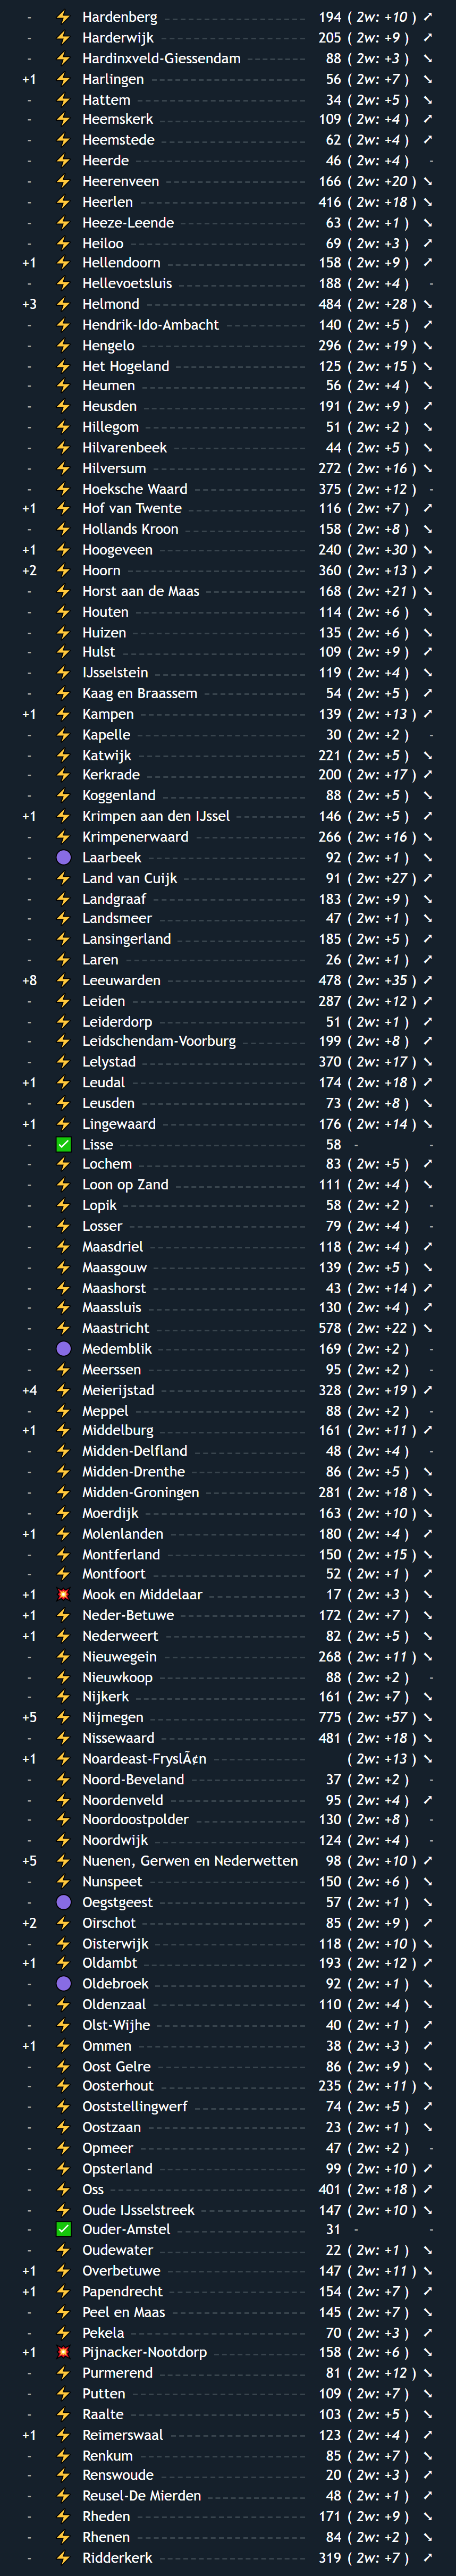 - ⚡ Hardenberg 194 ( 2w: +10 ) ➚
- ⚡ Harderwijk 205 ( 2w: +9 ) ➚
- ⚡ Hardinxveld-Giessendam 88 ( 2w: +3 ) ➘
+1 ⚡ Harlingen 56 ( 2w: +7 ) ➘
- ⚡ Hattem 34 ( 2w: +5 ) ➘
- ⚡ Heemskerk 109 ( 2w: +4 ) ➚
- ⚡ Heemstede 62 ( 2w: +4 ) ➚
- ⚡ Heerde 46 ( 2w: +4 ) -
- ⚡ Heerenveen 166 ( 2w: +20 ) ➘
- ⚡ Heerlen 416 ( 2w: +18 ) ➘
- ⚡ Heeze-Leende 63 ( 2w: +1 ) ➘
- ⚡ Heiloo 69 ( 2w: +3 ) ➚
+1 ⚡ Hellendoorn 158 ( 2w: +9 ) ➚
- ⚡ Hellevoetsluis 188 ( 2w: +4 ) -
+3 ⚡ Helmond 484 ( 2w: +28 ) ➘
- ⚡ Hendrik-Ido-Ambacht 140 ( 2w: +5 ) ➚
- ⚡ Hengelo 296 ( 2w: +19 ) ➘
- ⚡ Het Hogeland 125 ( 2w: +15 ) ➘
- ⚡ Heumen 56 ( 2w: +4 ) ➘
- ⚡ Heusden 191 ( 2w: +9 ) ➚
- ⚡ Hillegom 51 ( 2w: +2 ) ➘
- ⚡ Hilvarenbeek 44 ( 2w: +5 ) ➘
- ⚡ Hilversum 272 ( 2w: +16 ) ➘
- ⚡ Hoeksche Waard 375 ( 2w: +12 ) -
+1 ⚡ Hof van Twente 116 ( 2w: +7 ) ➚
- ⚡ Hollands Kroon 158 ( 2w: +8 ) ➘
+1 ⚡ Hoogeveen 240 ( 2w: +30 ) ➘
+2 ⚡ Hoorn 360 ( 2w: +13 ) ➚
- ⚡ Horst aan de Maas 168 ( 2w: +21 ) ➘
- ⚡ Houten 114 ( 2w: +6 ) ➘
- ⚡ Huizen 135 ( 2w: +6 ) ➘
- ⚡ Hulst 109 ( 2w: +9 ) ➚
- ⚡ IJsselstein 119 ( 2w: +4 ) ➘
- ⚡ Kaag en Braassem 54 ( 2w: +5 ) ➚
+1 ⚡ Kampen 139 ( 2w: +13 ) ➚
- ⚡ Kapelle 30 ( 2w: +2 ) -
- ⚡ Katwijk 221 ( 2w: +5 ) ➘
- ⚡ Kerkrade 200 ( 2w: +17 ) ➚
- ⚡ Koggenland 88 ( 2w: +5 ) ➘
+1 ⚡ Krimpen aan den IJssel 146 ( 2w: +5 ) ➚
- ⚡ Krimpenerwaard 266 ( 2w: +16 ) ➘
- 🟣 Laarbeek 92 ( 2w: +1 ) ➘
- ⚡ Land van Cuijk 91 ( 2w: +27 ) ➚
- ⚡ Landgraaf 183 ( 2w: +9 ) ➘
- ⚡ Landsmeer 47 ( 2w: +1 ) ➘
- ⚡ Lansingerland 185 ( 2w: +5 ) ➚
- ⚡ Laren 26 ( 2w: +1 ) ➚
+8 ⚡ Leeuwarden 478 ( 2w: +35 ) ➚
- ⚡ Leiden 287 ( 2w: +12 ) ➚
- ⚡ Leiderdorp 51 ( 2w: +1 ) ➚
- ⚡ Leidschendam-Voorburg 199 ( 2w: +8 ) ➚
- ⚡ Lelystad 370 ( 2w: +17 ) ➘
+1 ⚡ Leudal 174 ( 2w: +18 ) ➚
- ⚡ Leusden 73 ( 2w: +8 ) ➘
+1 ⚡ Lingewaard 176 ( 2w: +14 ) ➘
- ✅ Lisse 58 - -
- ⚡ Lochem 83 ( 2w: +5 ) ➚
- ⚡ Loon op Zand 111 ( 2w: +4 ) ➘
- ⚡ Lopik 58 ( 2w: +2 ) -
- ⚡ Losser 79 ( 2w: +4 ) -
- ⚡ Maasdriel 118 ( 2w: +4 ) ➚
- ⚡ Maasgouw 139 ( 2w: +5 ) ➘
- ⚡ Maashorst 43 ( 2w: +14 ) ➚
- ⚡ Maassluis 130 ( 2w: +4 ) ➚
- ⚡ Maastricht 578 ( 2w: +22 ) ➘
- 🟣 Medemblik 169 ( 2w: +2 ) -
- ⚡ Meerssen 95 ( 2w: +2 ) -
+4 ⚡ Meierijstad 328 ( 2w: +19 ) ➚
- ⚡ Meppel 88 ( 2w: +2 ) -
+1 ⚡ Middelburg 161 ( 2w: +11 ) ➚
- ⚡ Midden-Delfland 48 ( 2w: +4 ) -
- ⚡ Midden-Drenthe 86 ( 2w: +5 ) ➘
- ⚡ Midden-Groningen 281 ( 2w: +18 ) ➘
- ⚡ Moerdijk 163 ( 2w: +10 ) ➘
+1 ⚡ Molenlanden 180 ( 2w: +4 ) ➚
- ⚡ Montferland 150 ( 2w: +15 ) ➘
- ⚡ Montfoort 52 ( 2w: +1 ) ➚
+1 💥 Mook en Middelaar 17 ( 2w: +3 ) ➘
+1 ⚡ Neder-Betuwe 172 ( 2w: +7 ) ➘
+1 ⚡ Nederweert 82 ( 2w: +5 ) ➘
- ⚡ Nieuwegein 268 ( 2w: +11 ) ➘
- ⚡ Nieuwkoop 88 ( 2w: +2 ) -
- ⚡ Nijkerk 161 ( 2w: +7 ) ➘
+5 ⚡ Nijmegen 775 ( 2w: +57 ) ➘
- ⚡ Nissewaard 481 ( 2w: +18 ) ➘
+1 ⚡ Noardeast-FryslÃ¢n ( 2w: +13 ) ➘
- ⚡ Noord-Beveland 37 ( 2w: +2 ) -
- ⚡ Noordenveld 95 ( 2w: +4 ) ➚
- ⚡ Noordoostpolder 130 ( 2w: +8 ) -
- ⚡ Noordwijk 124 ( 2w: +4 ) -
+5 ⚡ Nuenen, Gerwen en Nederwetten 98 ( 2w: +10 ) ➚
- ⚡ Nunspeet 150 ( 2w: +6 ) ➘
- 🟣 Oegstgeest 57 ( 2w: +1 ) ➘
+2 ⚡ Oirschot 85 ( 2w: +9 ) ➚
- ⚡ Oisterwijk 118 ( 2w: +10 ) ➘
+1 ⚡ Oldambt 193 ( 2w: +12 ) ➚
- 🟣 Oldebroek 92 ( 2w: +1 ) ➘
- ⚡ Oldenzaal 110 ( 2w: +4 ) ➘
- ⚡ Olst-Wijhe 40 ( 2w: +1 ) ➚
+1 ⚡ Ommen 38 ( 2w: +3 ) ➚
- ⚡ Oost Gelre 86 ( 2w: +9 ) ➘
- ⚡ Oosterhout 235 ( 2w: +11 ) ➘
- ⚡ Ooststellingwerf 74 ( 2w: +5 ) ➚
- ⚡ Oostzaan 23 ( 2w: +1 ) ➘
- ⚡ Opmeer 47 ( 2w: +2 ) -
- ⚡ Opsterland 99 ( 2w: +10 ) ➚
- ⚡ Oss 401 ( 2w: +18 ) ➚
- ⚡ Oude IJsselstreek 147 ( 2w: +10 ) ➘
- ✅ Ouder-Amstel 31 - -
- ⚡ Oudewater 22 ( 2w: +1 ) ➘
+1 ⚡ Overbetuwe 147 ( 2w: +11 ) ➘
+1 ⚡ Papendrecht 154 ( 2w: +7 ) ➚
- ⚡ Peel en Maas 145 ( 2w: +7 ) ➘
- ⚡ Pekela 70 ( 2w: +3 ) ➚
+1 💥 Pijnacker-Nootdorp 158 ( 2w: +6 ) ➘
- ⚡ Purmerend 81 ( 2w: +12 ) ➘
- ⚡ Putten 109 ( 2w: +7 ) ➘
- ⚡ Raalte 103 ( 2w: +5 ) ➘
+1 ⚡ Reimerswaal 123 ( 2w: +4 ) ➚
- ⚡ Renkum 85 ( 2w: +7 ) ➘
- ⚡ Renswoude 20 ( 2w: +3 ) ➚
- ⚡ Reusel-De Mierden 48 ( 2w: +1 ) ➚
- ⚡ Rheden 171 ( 2w: +9 ) ➘
- ⚡ Rhenen 84 ( 2w: +2 ) ➘
- ⚡ Ridderkerk 319 ( 2w: +7 ) ➚